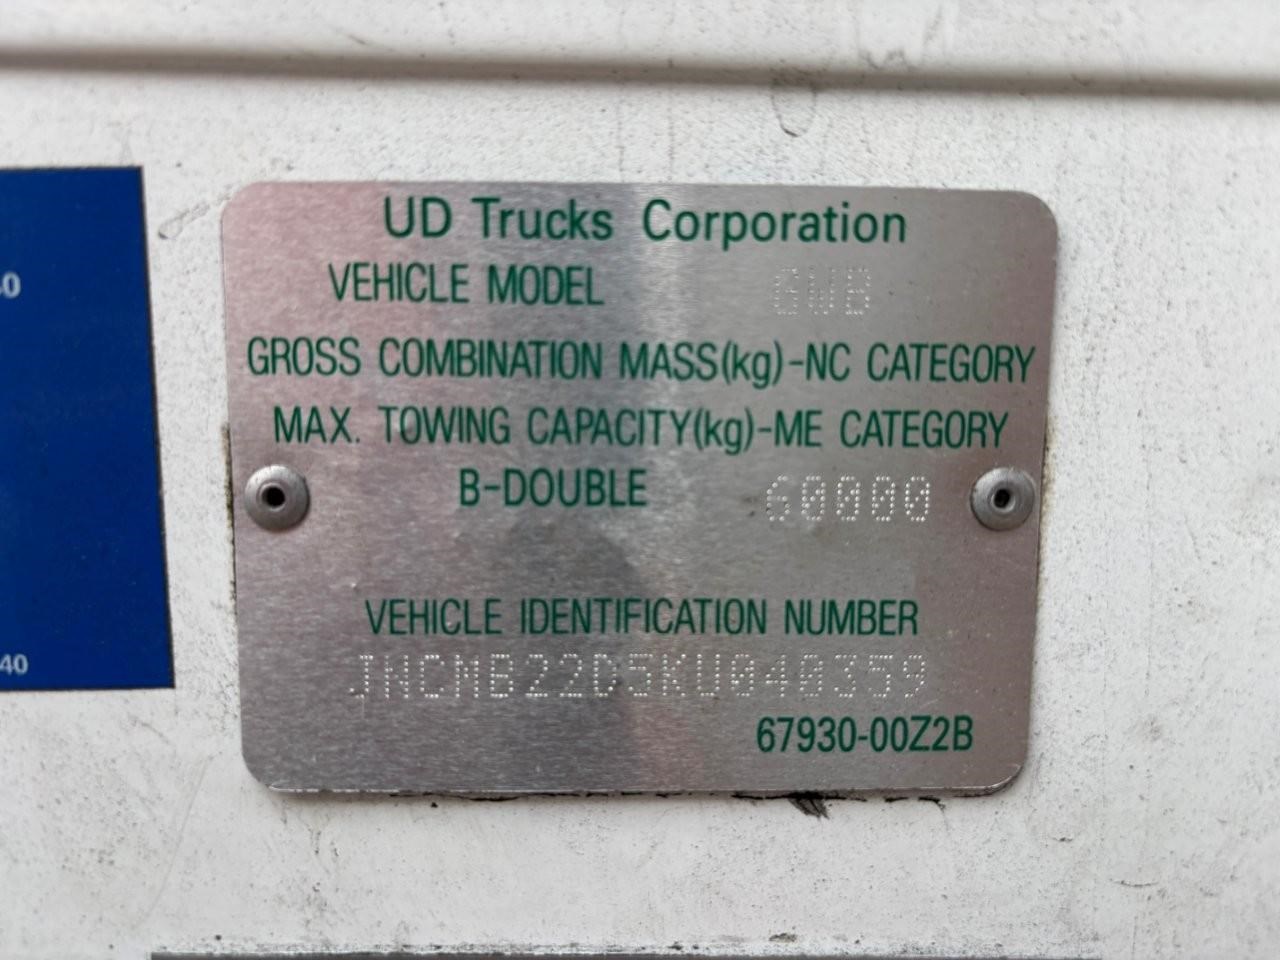 UD Trucks Corporation
VEHICLE MODEL GWB
GROSS COMBINATION MASS(kg)-NC CATEGORY
MAX. TOWING CAPACITY(kg)-ME CATEGORY
B-DOUBLE 60000
VEHICLE IDENTIFICATION NUMBER
JNCMB22D5KU040359
67930-00Z2B
40